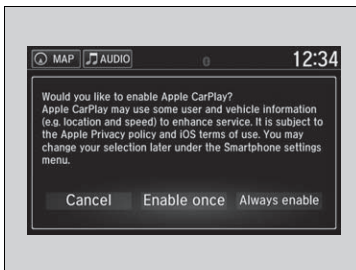 MAP AUDIO 0 12:34
Would you like to enable Apple CarPlay?
Apple CarPlay may use some user and vehicle information
(e.g. location and speed) to enhance service. It is subject to
the Apple Privacy policy and iOS terms of use. You may
change your selection later under the Smartphone settings
menu.
Cancel Enable once Always enable